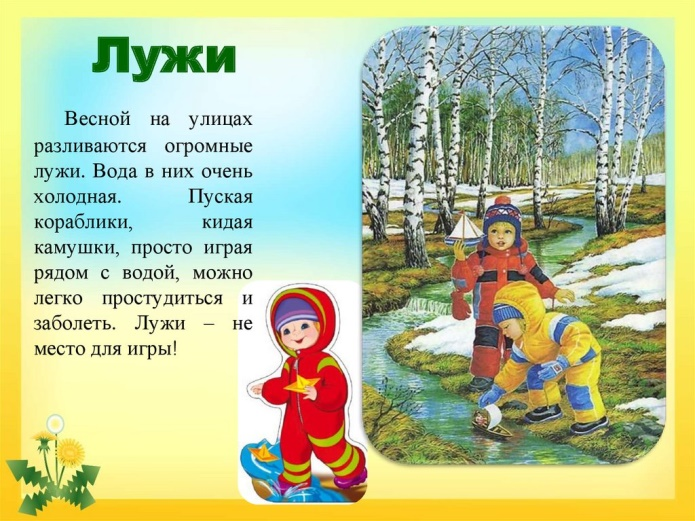 Лужи
Весной на улицах
разливаются огромные
лужи. Вода в них очень
холодная. Пуская
кораблики, кидая
камушки, просто играя
рядом с водой, можно
легко простудиться и
заболеть. Лужи – не
место для игры!